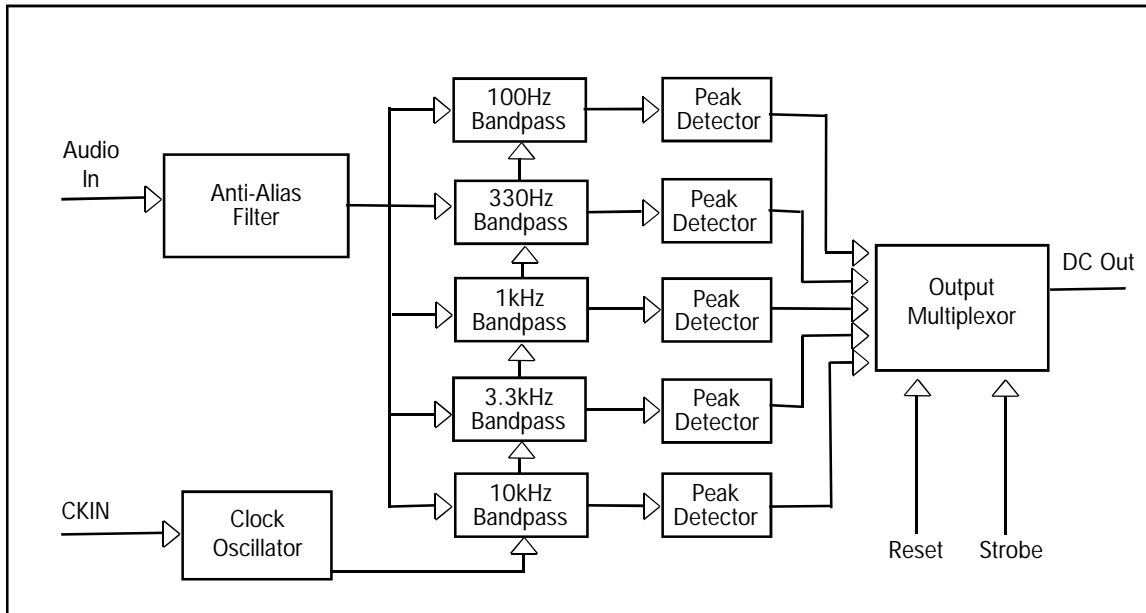 Audio
In
Anti-Alias
Filter
100Hz
Bandpass
Peak
Detector
330Hz
Bandpass
Peak
Detector
1kHz
Bandpass
Peak
Detector
3.3kHz
Bandpass
Peak
Detector
10kHz
Bandpass
Peak
Detector
CKIN
Clock
Oscillator
Output
Multiplexor
DC Out
Reset
Strobe